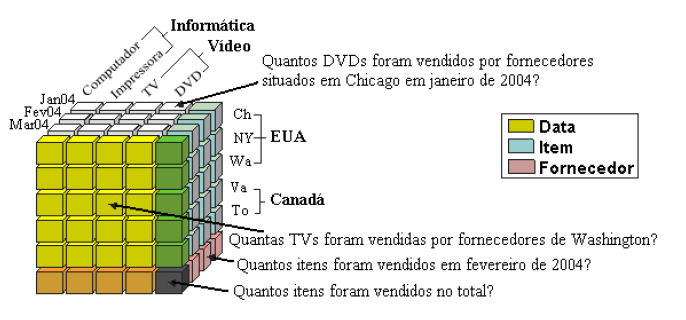 Informática
Vídeo
Computador
Impressora
TV
DVD
Quantos DVDs foram vendidos por fornecedores
situados em Chicago em janeiro de 2004?
Jan04
Fev04
Mar04
Ch
NY
Wa
EUA
Va
To
Canadá
Data
Item
Fornecedor
Quantas TVs foram vendidas por fornecedores de Washington?
Quantos itens foram vendidos em fevereiro de 2004?
Quantos itens foram vendidos no total?